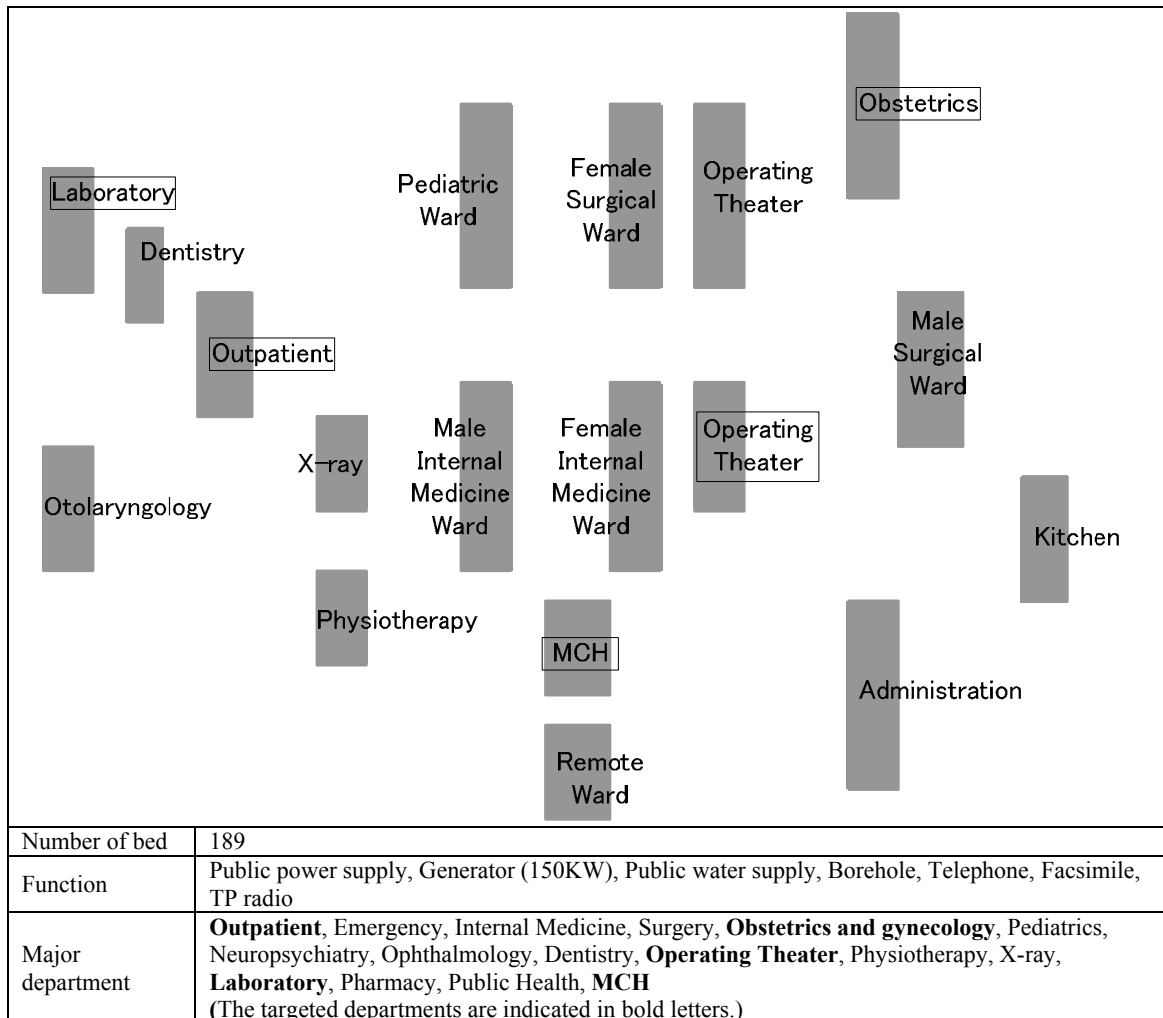 Obstetrics
Female
Surgical
Ward
Operating
Theater
Pediatric
Ward
Laboratory
Dentistry
Male
Surgical
Ward
Outpatient
Male
Internal
Medicine
Ward
Female
Internal
Medicine
Ward
Operating
Theater
X-ray
Otolaryngology
Kitchen
Physiotherapy
MCH
Administration
Remote
Ward
Number of bed
189
Function
Public power supply, Generator (150KW), Public water supply, Borehole, Telephone, Facsimile,
TP radio
Major
department
Outpatient, Emergency, Internal Medicine, Surgery, Obstetrics and gynecology, Pediatrics,
Neuropsychiatry, Ophthalmology, Dentistry, Operating Theater, Physiotherapy, X-ray,
Laboratory, Pharmacy, Public Health, MCH
(The targeted departments are indicated in bold letters.)